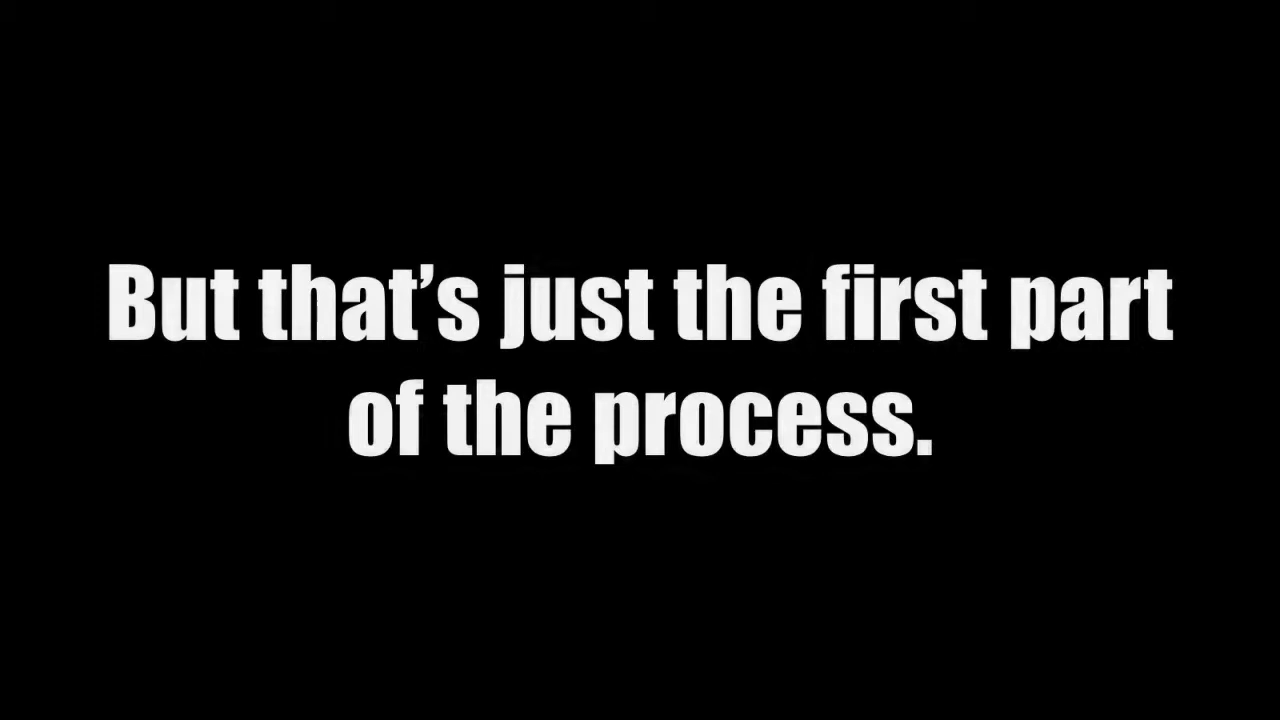 But that’s just the first part
of the process.